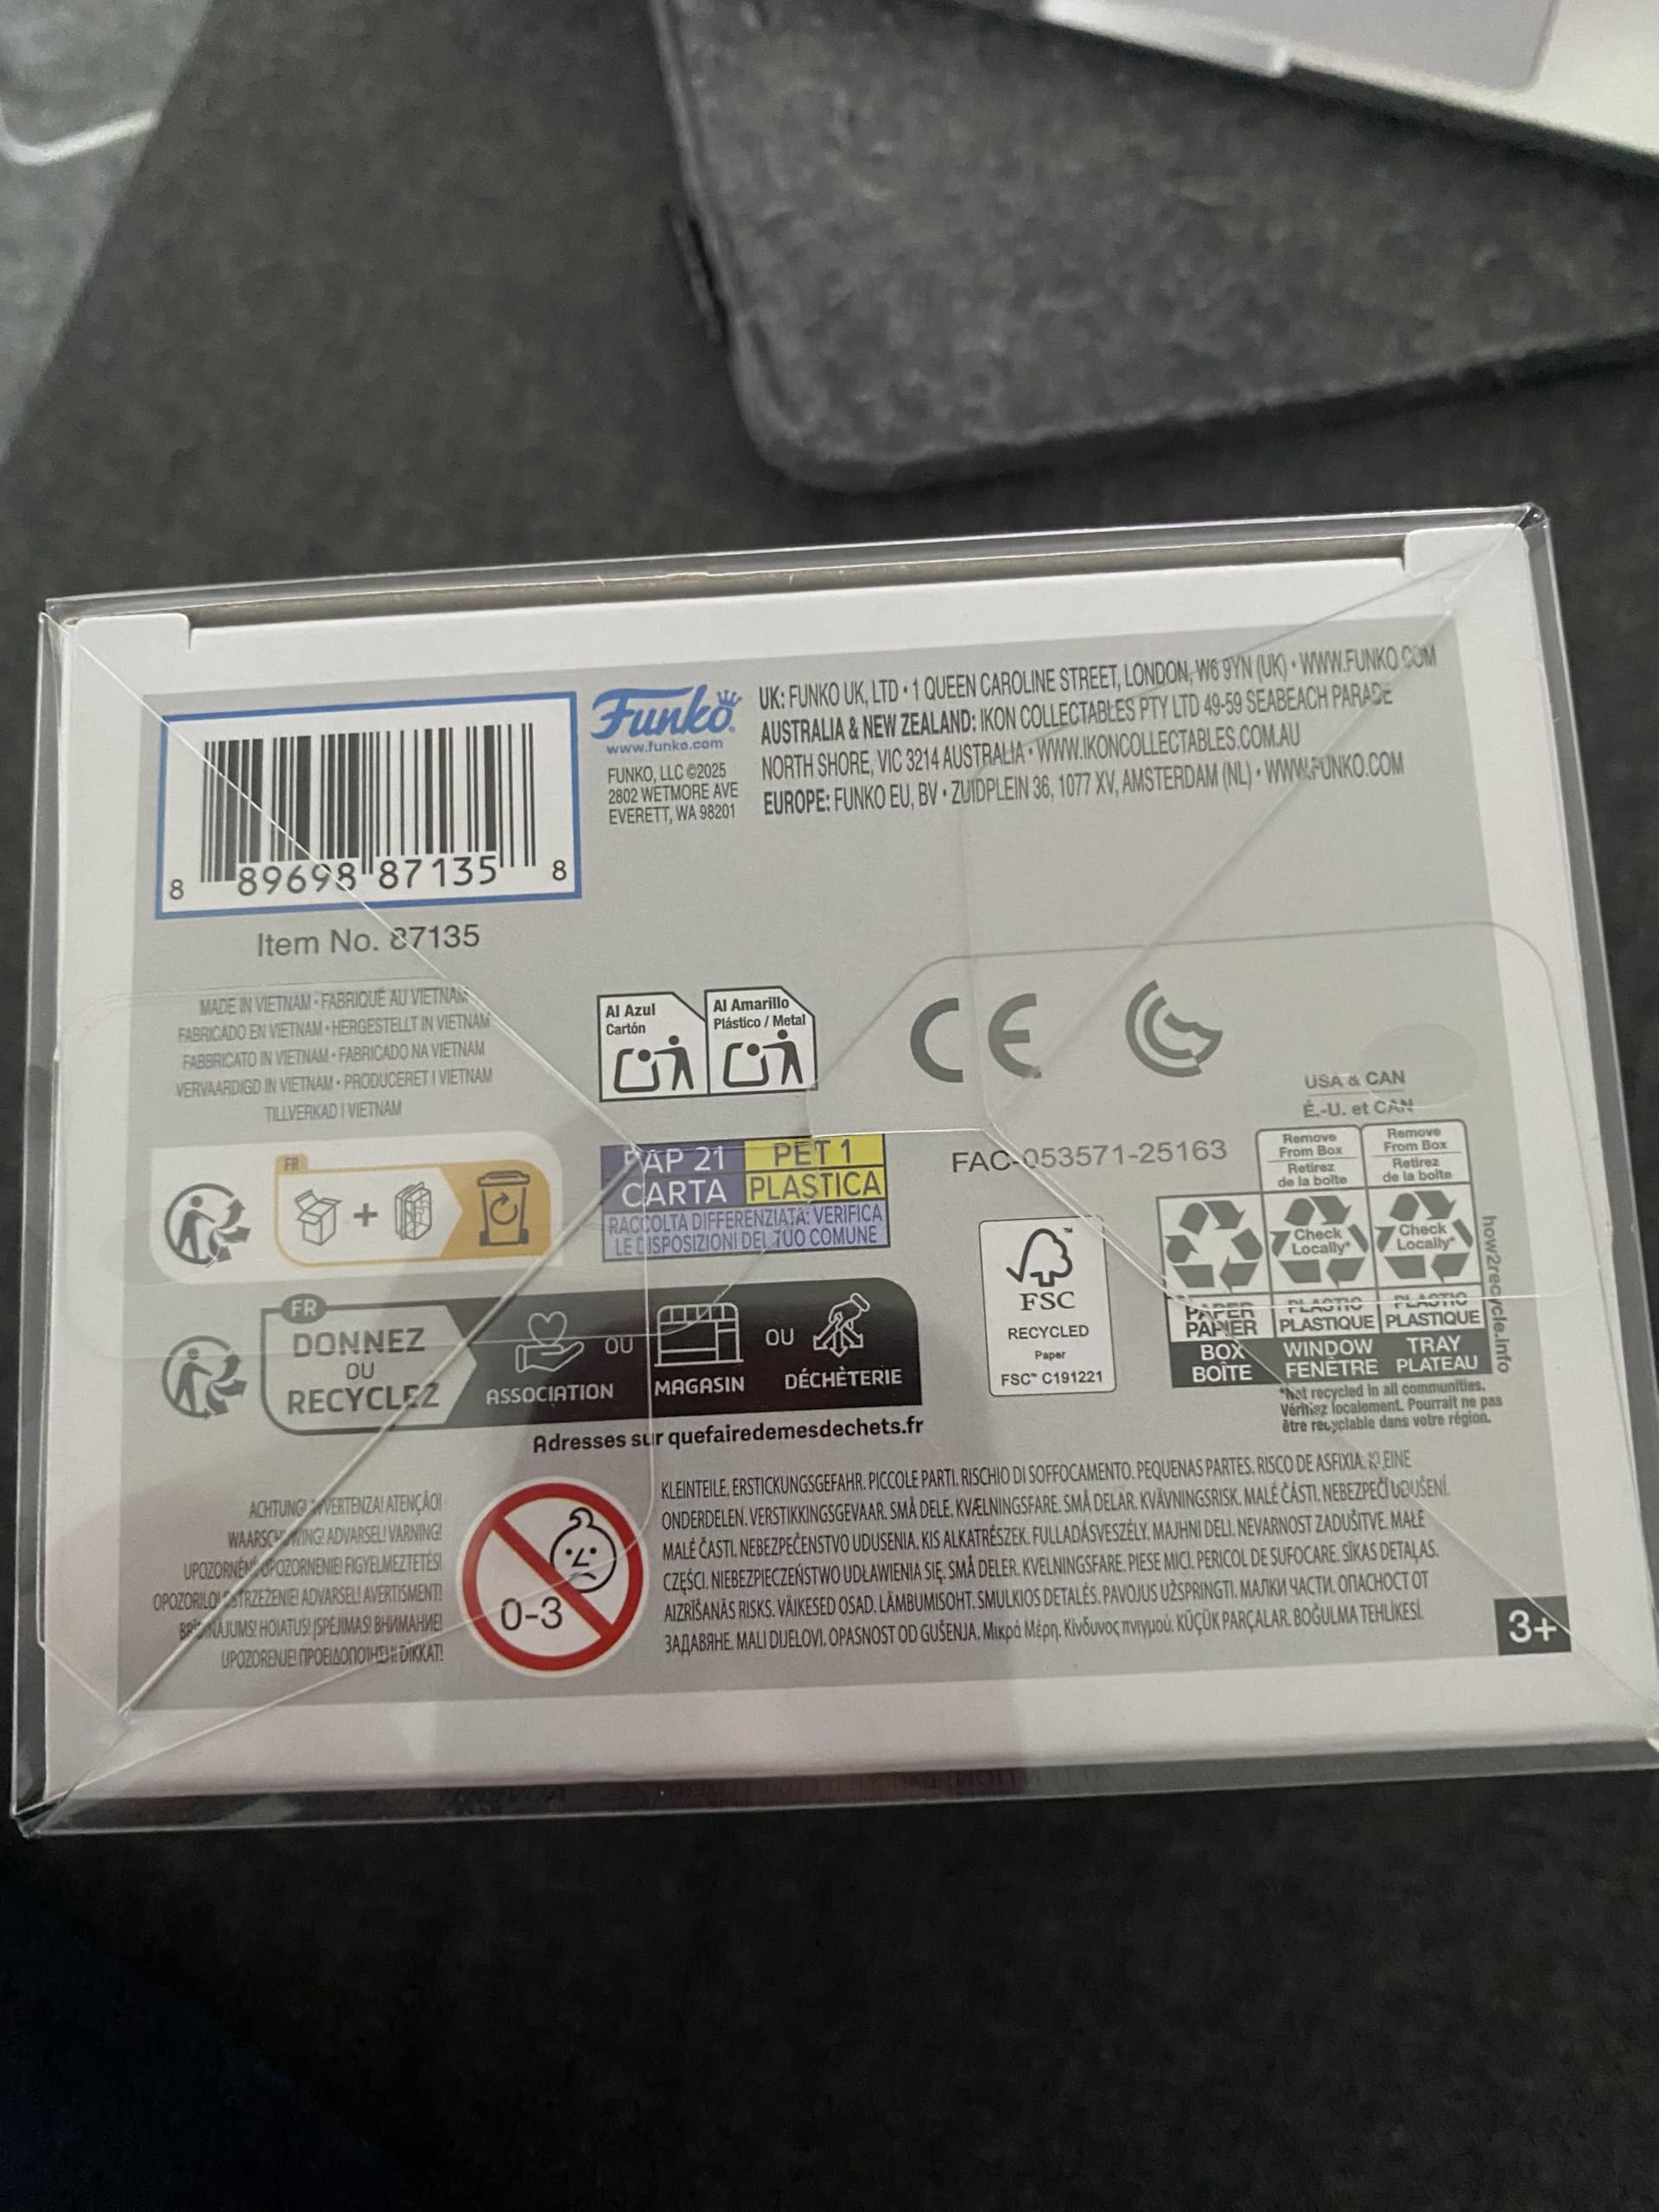 8 89698 87135 8
Item No. 87135
Funko
www.funko.com
FUNKO, LLC ©2025
2802 WETMORE AVE
EVERETT, WA 98201
UK: FUNKO UK, LTD • 1 QUEEN CAROLINE STREET, LONDON, W6 9YN (UK) • WWW.FUNKO.COM
AUSTRALIA & NEW ZEALAND: IKON COLLECTABLES PTY LTD 49-59 SEABEACH PARADE
NORTH SHORE, VIC 3214 AUSTRALIA • WWW.IKONCOLLECTABLES.COM.AU
EUROPE: FUNKO EU, BV • ZUIDPLEIN 36, 1077 XV, AMSTERDAM (NL) • WWW.FUNKO.COM
MADE IN VIETNAM • FABRIQUÉ AU VIETNAM
FABRICADO EN VIETNAM • HERGESTELLT IN VIETNAM
FABBRICATO IN VIETNAM • FABRICADO NA VIETNAM
VERVAARDIGD IN VIETNAM • PRODUCERET I VIETNAM
TILLVERKAD I VIETNAM
Al Azul
Cartón
Al Amarillo
Plástico / Metal
CE
FR
PAP 21
CARTA
PET 1
PLASTICA
RACCOLTA DIFFERENZIATA: VERIFICA
LE DISPOSIZIONI DEL TUO COMUNE
FAC-053571-25163
USA & CAN
É.-U. et CAN
Remove
From Box
Retirez
de la boîte
Remove
From Box
Retirez
de la boîte
Check
Locally*
Check
Locally*
PAPER
PAPIER
BOX
BOÎTE
PLASTIC
PLASTIQUE
WINDOW
FENÊTRE
PLASTIC
PLASTIQUE
TRAY
PLATEAU
how2recycle.info
*Not recycled in all communities.
Vérifiez localement. Pourrait ne pas
être recyclable dans votre région.
FSC™
RECYCLED
Paper
FSC™ C191221
FR
DONNEZ
OU
RECYCLEZ
ASSOCIATION
OU
MAGASIN
OU
DÉCHÈTERIE
Adresses sur quefairedemesdechets.fr
ACHTUNG! AVVERTENZA! ATENÇÃO!
WAARSCHUWING! ADVARSEL! VARNING!
UPOZORNĚNÍ! UPOZORNENIE! FIGYELMEZTETÉS!
OPOZORILO! OSTRZEŻENIE! ADVARSEL! AVERTISMENT!
BRĪDINĀJUMS! HOIATUS! ĮSPĖJIMAS! ВНИМАНИЕ!
UPOZORENJE! ΠΡΟΕΙΔΟΠΟΙΗΣΗ! DİKKAT!
0-3
KLEINTEILE. ERSTICKUNGSGEFAHR. PICCOLE PARTI. RISCHIO DI SOFFOCAMENTO. PEQUENAS PARTES. RISCO DE ASFIXIA. KLEINE
ONDERDELEN. VERSTIKKINGSGEVAAR. SMÅ DELE. KVÆLNINGSFARE. SMÅ DELAR. KVÄVNINGSRISK. MALÉ ČÁSTI. NEBEZPEČÍ UDUŠENÍ.
MALÉ ČASTI. NEBEZPEČENSTVO UDUSENIA. KIS ALKATRÉSZEK. FULLADÁSVESZÉLY. MAJHNI DELI. NEVARNOST ZADUŠITVE. MAŁE
CZĘŚCI. NIEBEZPIECZEŃSTWO UDŁAWIENIA SIĘ. SMÅ DELER. KVELNINGSFARE. PIESE MICI. PERICOL DE SUFOCARE. SĪKAS DETAĻAS.
AIZRĪŠANĀS RISKS. VÄIKESED OSAD. LÄMBUMISOHT. SMULKIOS DETALĖS. PAVOJUS UŽSPRINGTI. МАЛКИ ЧАСТИ. ОПАСНОСТ ОТ
ЗАДАВЯНЕ. MALI DIJELOVI. OPASNOST OD GUŠENJA. Μικρά Μέρη. Κίνδυνος πνιγμού. KÜÇÜK PARÇALAR. BOĞULMA TEHLİKESİ.
3+